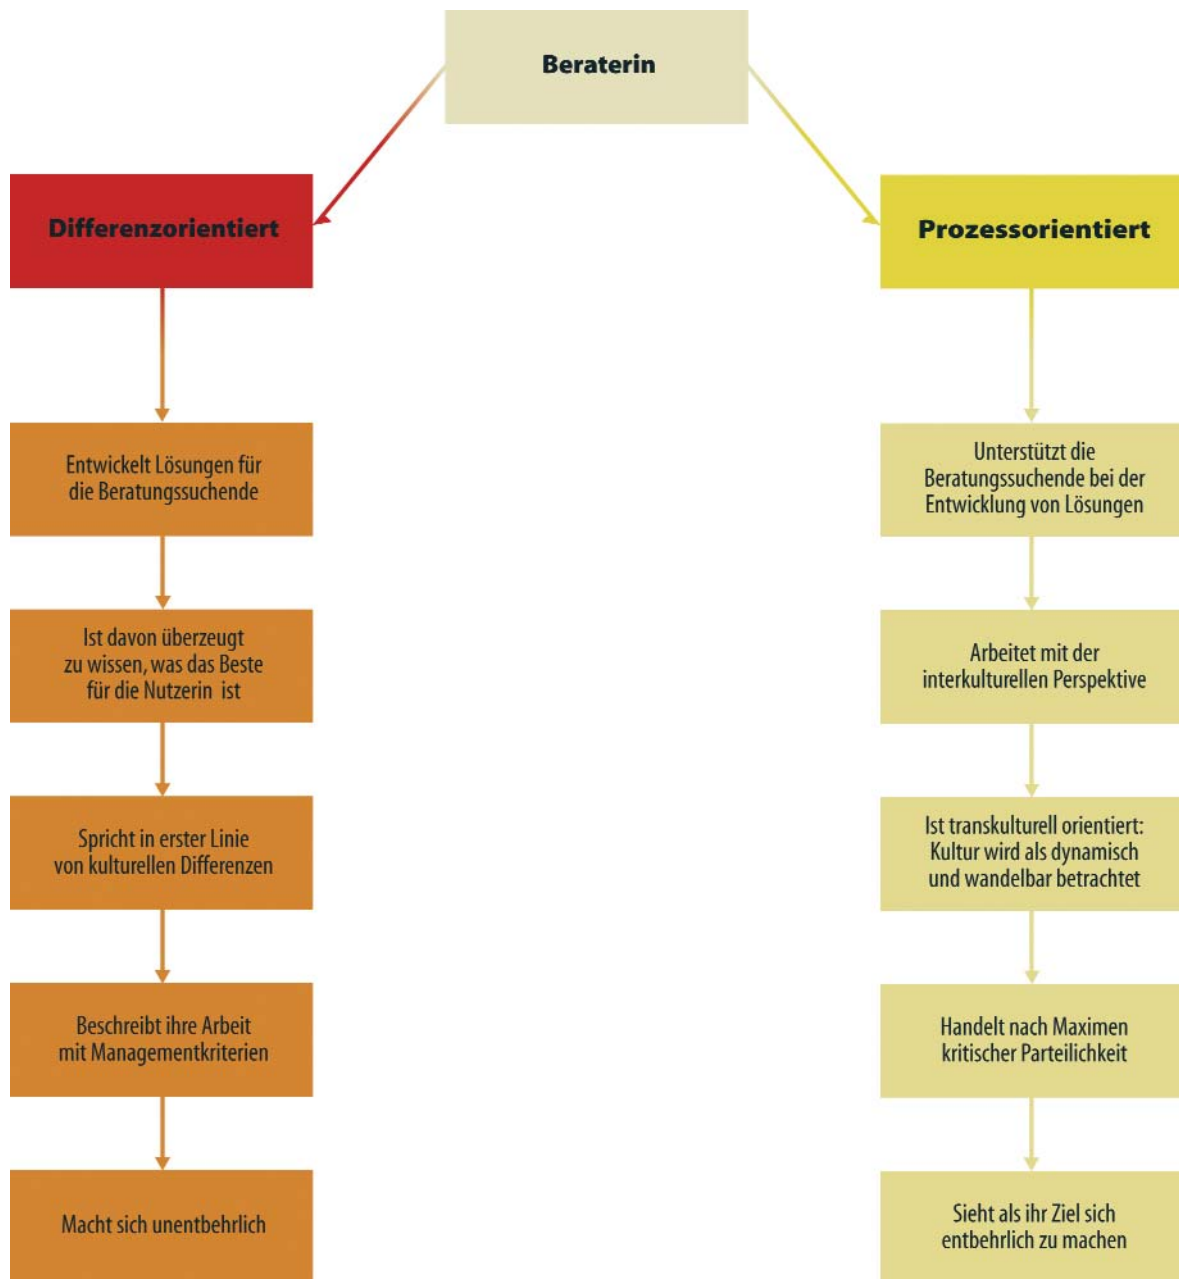 Beraterin
Differenzorientiert
Entwickelt Lösungen für
die Beratungssuchende
Ist davon überzeugt
zu wissen, was das Beste
für die Nutzerin ist
Spricht in erster Linie
von kulturellen Differenzen
Beschreibt ihre Arbeit
mit Managementkriterien
Macht sich unentbehrlich
Prozessorientiert
Unterstützt die
Beratungssuchende bei der
Entwicklung von Lösungen
Arbeitet mit der
interkulturellen Perspektive
Ist transkulturell orientiert:
Kultur wird als dynamisch
und wandelbar betrachtet
Handelt nach Maximen
kritischer Parteilichkeit
Sieht als ihr Ziel sich
entbehrlich zu machen